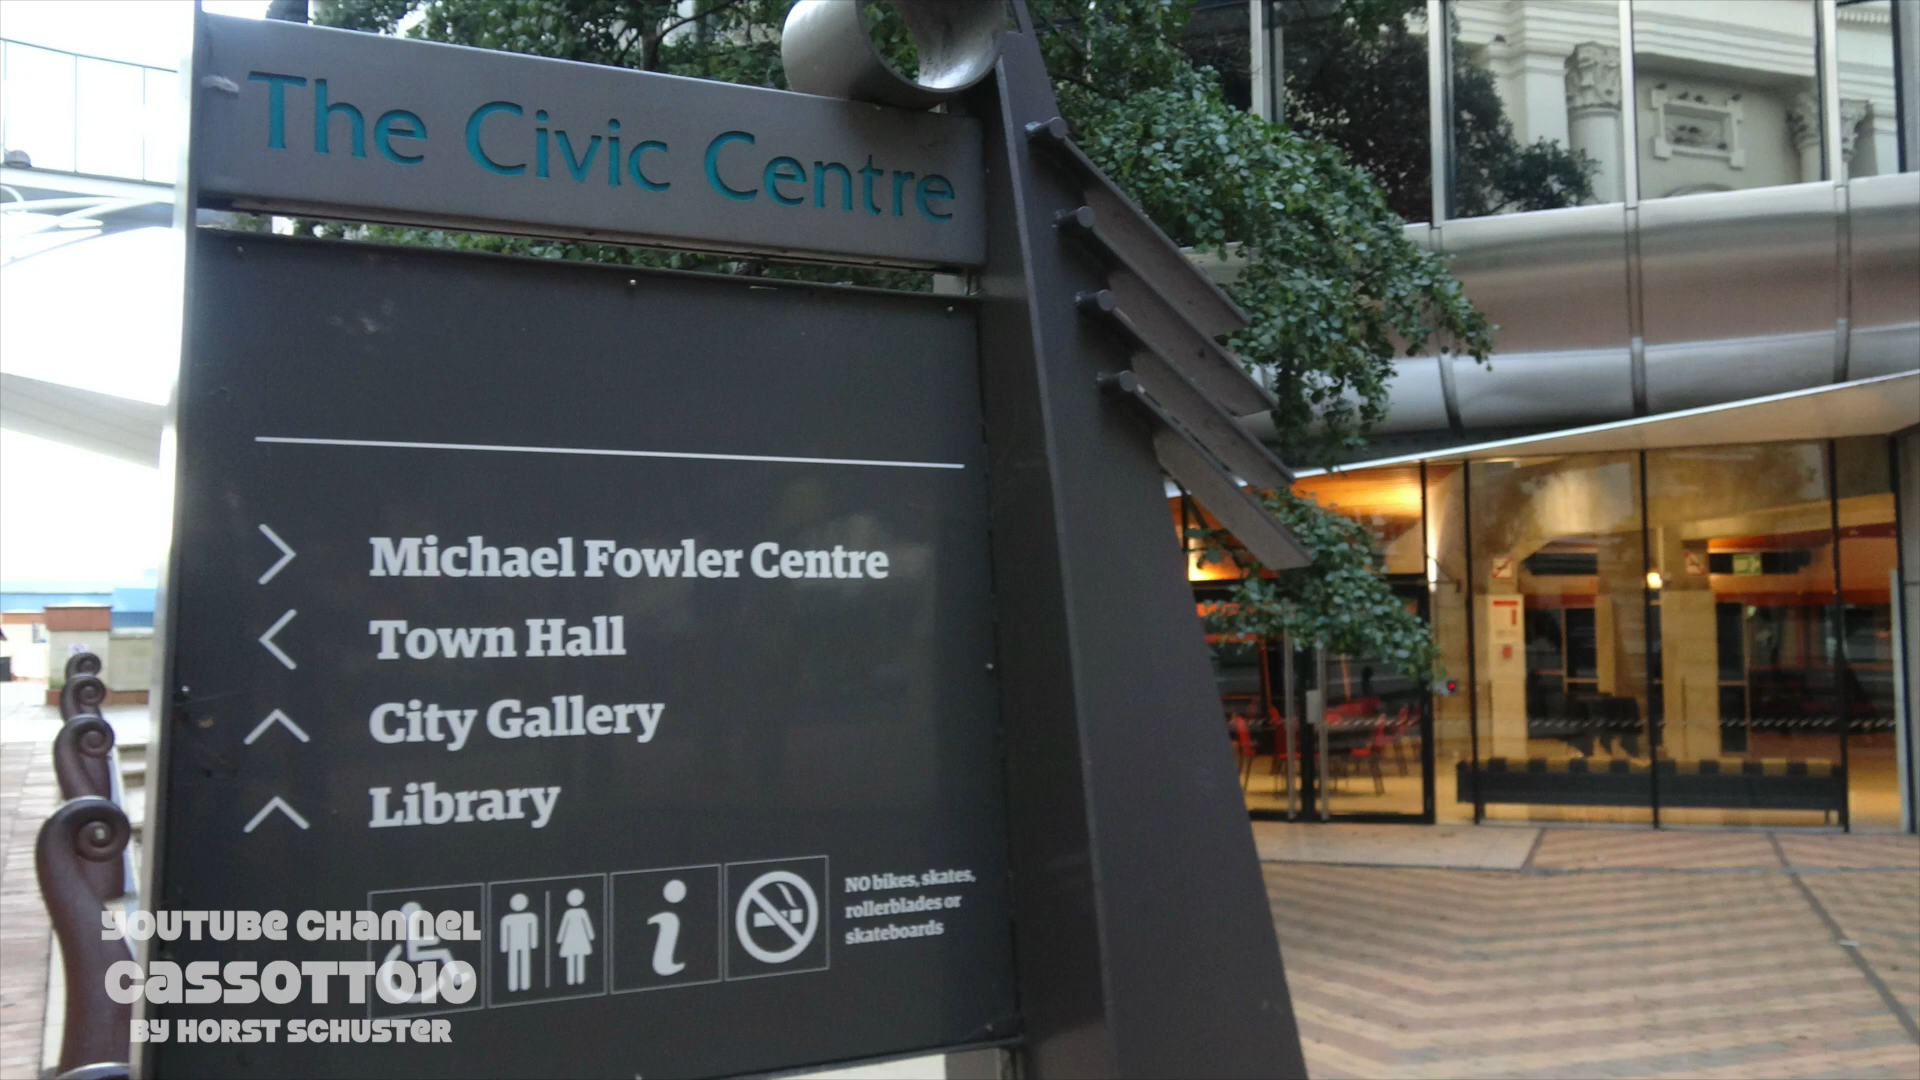 The Civic Centre
Michael Fowler Centre
Town Hall
City Gallery
Library
NO bikes, skates,
rollerblades or
skateboards
YOUTUBE CHANNEL
CASSOTTO10
BY HORST SCHUSTER